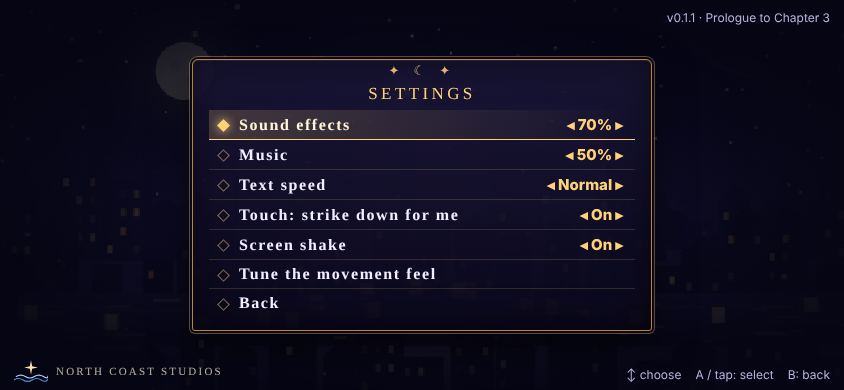 v0.1.1 · Prologue to Chapter 3
SETTINGS
Sound effects ◂ 70% ▸
Music ◂ 50% ▸
Text speed ◂ Normal ▸
Touch: strike down for me ◂ On ▸
Screen shake ◂ On ▸
Tune the movement feel
Back
NORTH COAST STUDIOS
↕ choose A / tap: select B: back